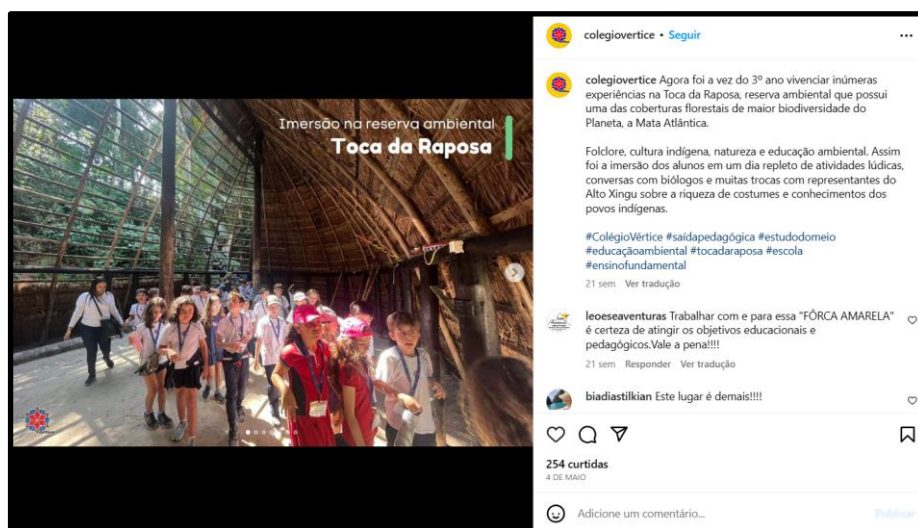 Imersão na reserva ambiental
Toca da Raposa
colegiovertice • Seguir
colegiovertice Agora foi a vez do 3º ano vivenciar inúmeras
experiências na Toca da Raposa, reserva ambiental que possui
uma das coberturas florestais de maior biodiversidade do
Planeta, a Mata Atlântica.
Folclore, cultura indígena, natureza e educação ambiental. Assim
foi a imersão dos alunos em um dia repleto de atividades lúdicas,
conversas com biólogos e muitas trocas com representantes do
Alto Xingu sobre a riqueza de costumes e conhecimentos dos
povos indígenas.
#ColégioVértice #saídapedagógica #estudodomeio
#educaçãoambiental #tocadaraposa #escola
#ensinofundamental
21 sem Ver tradução
leoeseaventuras Trabalhar com e para essa "FÔRCA AMARELA"
é certeza de atingir os objetivos educacionais e
pedagógicos.Vale a pena!!!!
21 sem Responder Ver tradução
biadiastilkian Este lugar é demais!!!!
254 curtidas
4 DE MAIO
Adicione um comentário...
Publicar